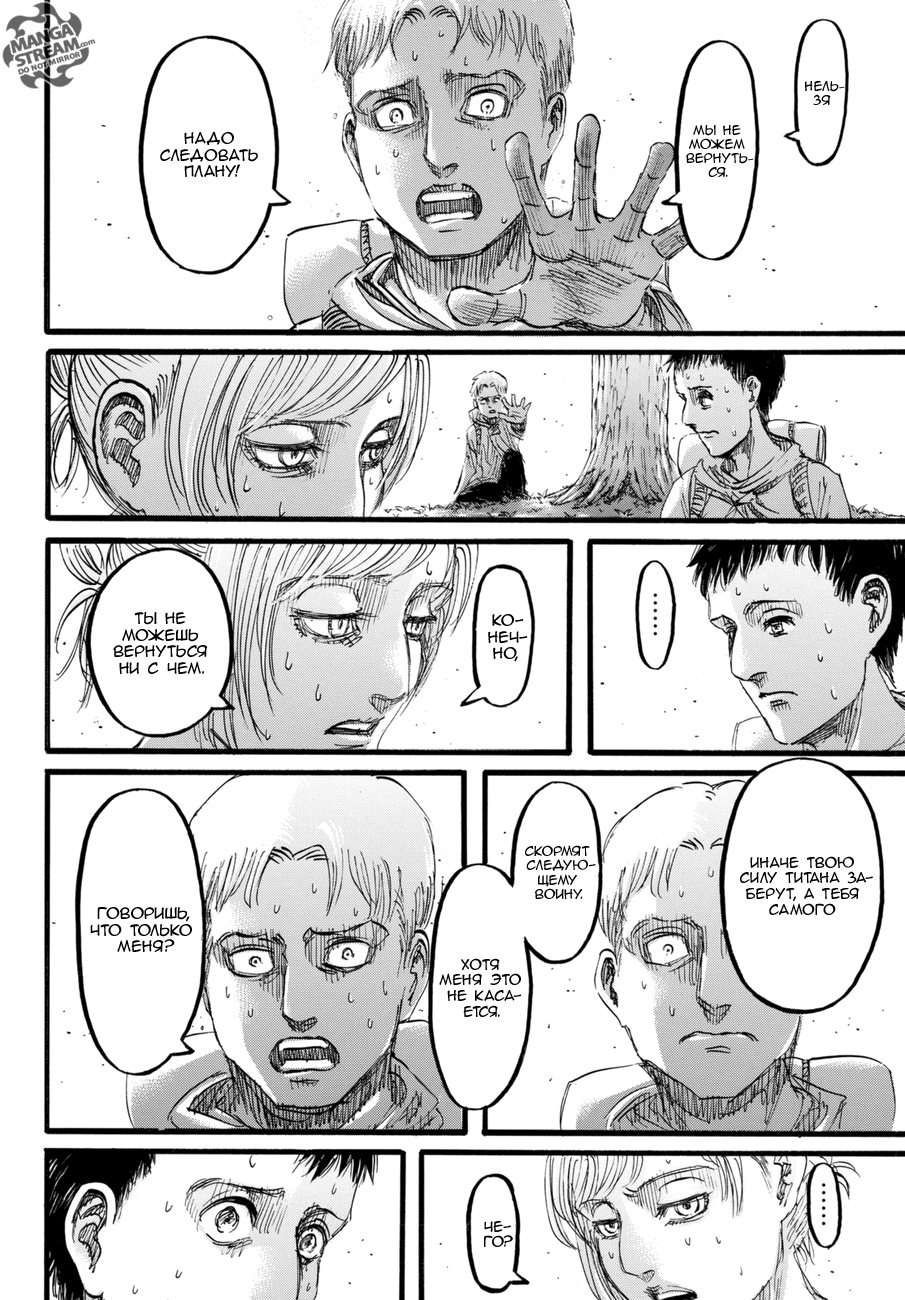 MANGA
STREAM.com
DO NOT MIRROR
НЕЛЬ-
ЗЯ
МЫ НЕ
МОЖЕМ
ВЕРНУТЬ-
СЯ.
НАДО
СЛЕДОВАТЬ
ПЛАНУ!
......
КО-
НЕЧ-
НО,
ТЫ НЕ
МОЖЕШЬ
ВЕРНУТЬСЯ
НИ С ЧЕМ.
ИНАЧЕ ТВОЮ
СИЛУ ТИТАНА ЗА-
БЕРУТ, А ТЕБЯ
САМОГО
СКОРМЯТ
СЛЕДУЮ-
ЩЕМУ
ВОИНУ.
ХОТЯ
МЕНЯ ЭТО
НЕ КАСА-
ЕТСЯ.
ГОВОРИШЬ,
ЧТО ТОЛЬКО
МЕНЯ?
......
ЧЕ-
ГО?